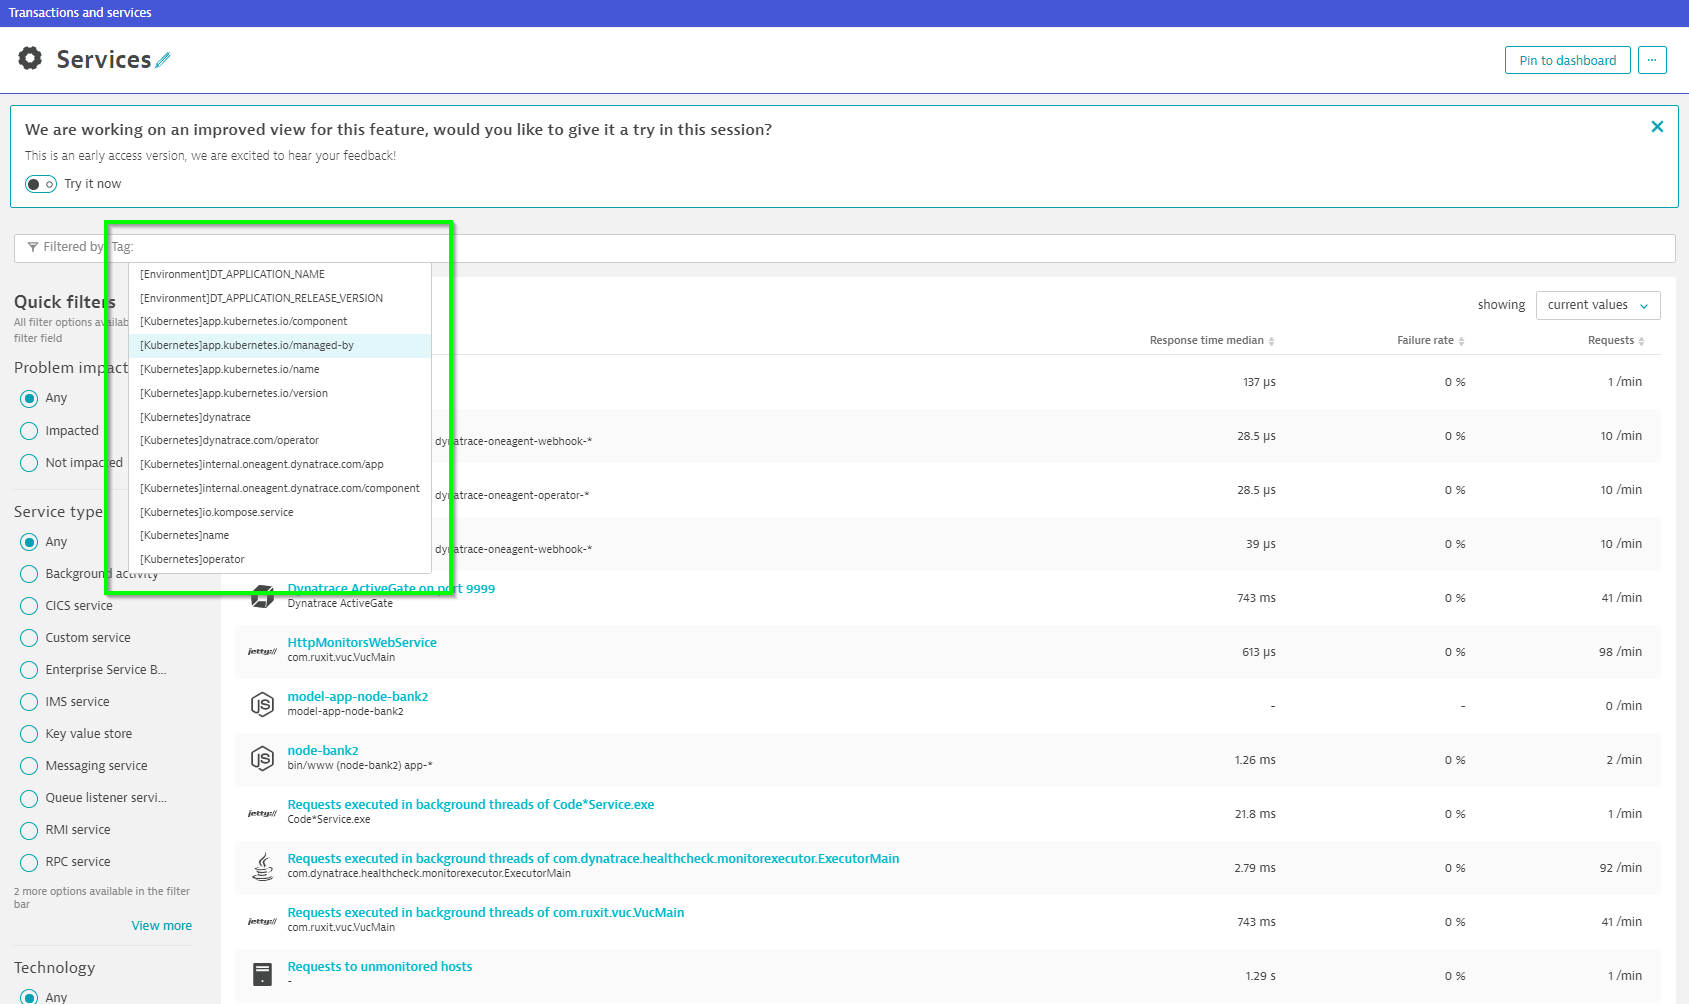 Transactions and services
Services
Pin to dashboard
...
We are working on an improved view for this feature, would you like to give it a try in this session?
This is an early access version, we are excited to hear your feedback!
Try it now
Filtered by Tag:
[Environment]DT_APPLICATION_NAME
[Environment]DT_APPLICATION_RELEASE_VERSION
[Kubernetes]app.kubernetes.io/component
[Kubernetes]app.kubernetes.io/managed-by
[Kubernetes]app.kubernetes.io/name
[Kubernetes]app.kubernetes.io/version
[Kubernetes]dynatrace
[Kubernetes]dynatrace.com/operator
[Kubernetes]internal.oneagent.dynatrace.com/app
[Kubernetes]internal.oneagent.dynatrace.com/component
[Kubernetes]io.kompose.service
[Kubernetes]name
[Kubernetes]operator
Quick filters
All filter options
filter field
Problem impact
Any
Impacted
Not impacted
Service type
Any
Background activity
CICS service
Custom service
Enterprise Service B...
IMS service
Key value store
Messaging service
Queue listener servi...
RMI service
RPC service
2 more options available in the filter
bar
View more
Technology
Any
showing current values
Response time median Failure rate Requests
137 µs 0 % 1 /min
dynatrace-oneagent-webhook-* 28.5 µs 0 % 10 /min
dynatrace-oneagent-operator-* 28.5 µs 0 % 10 /min
dynatrace-oneagent-webhook-* 39 µs 0 % 10 /min
Dynatrace ActiveGate on port 9999
Dynatrace ActiveGate
743 ms 0 % 41 /min
jetty://
HttpMonitorsWebService
com.ruxit.vuc.VucMain
613 µs 0 % 98 /min
JS
model-app-node-bank2
model-app-node-bank2
- - 0 /min
JS
node-bank2
bin/www (node-bank2) app-*
1.26 ms 0 % 2 /min
jetty://
Requests executed in background threads of Code*Service.exe
Code*Service.exe
21.8 ms 0 % 1 /min
Requests executed in background threads of com.dynatrace.healthcheck.monitorexecutor.ExecutorMain
com.dynatrace.healthcheck.monitorexecutor.ExecutorMain
2.79 ms 0 % 92 /min
jetty://
Requests executed in background threads of com.ruxit.vuc.VucMain
com.ruxit.vuc.VucMain
743 ms 0 % 41 /min
Requests to unmonitored hosts
-
1.29 s 0 % 1 /min